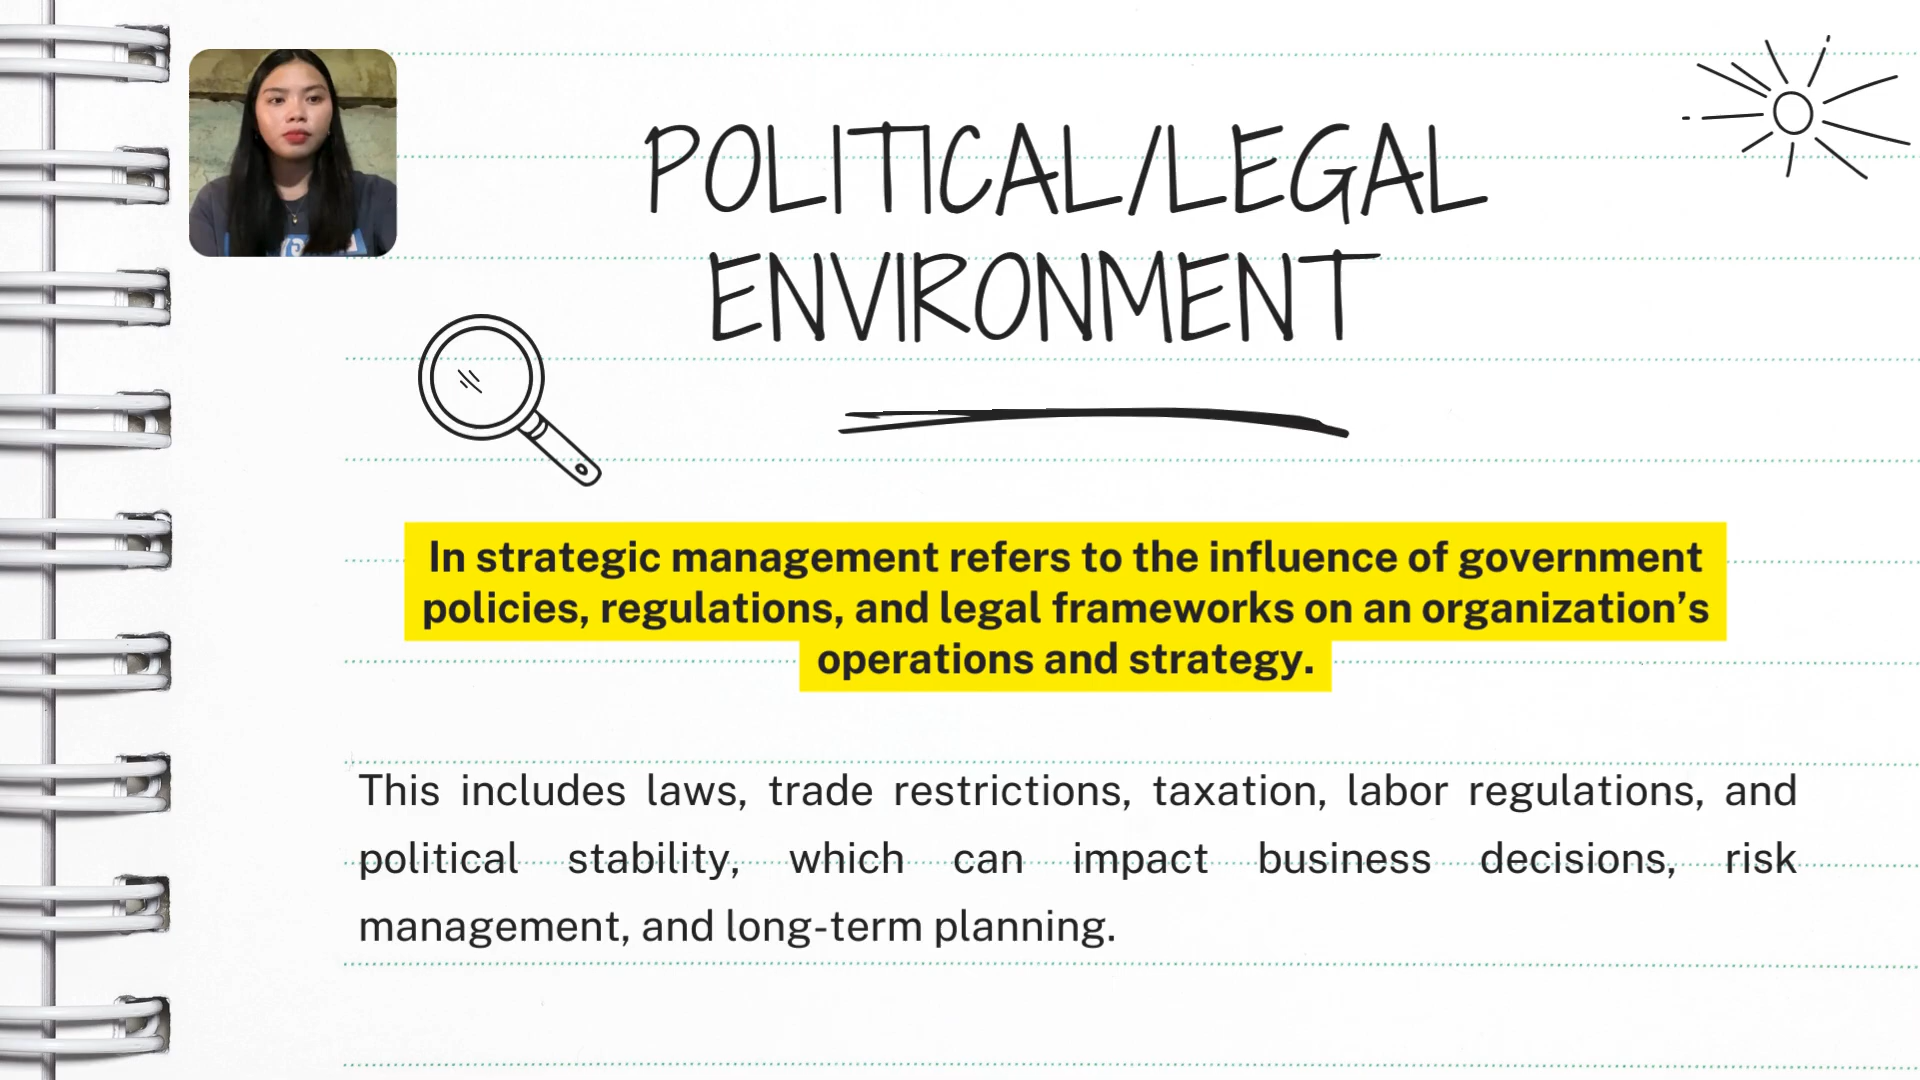 POLITICAL/LEGAL
ENVIRONMENT
In strategic management refers to the influence of government
policies, regulations, and legal frameworks on an organization’s
operations and strategy.
This includes laws, trade restrictions, taxation, labor regulations, and
political stability, which can impact business decisions, risk
management, and long-term planning.